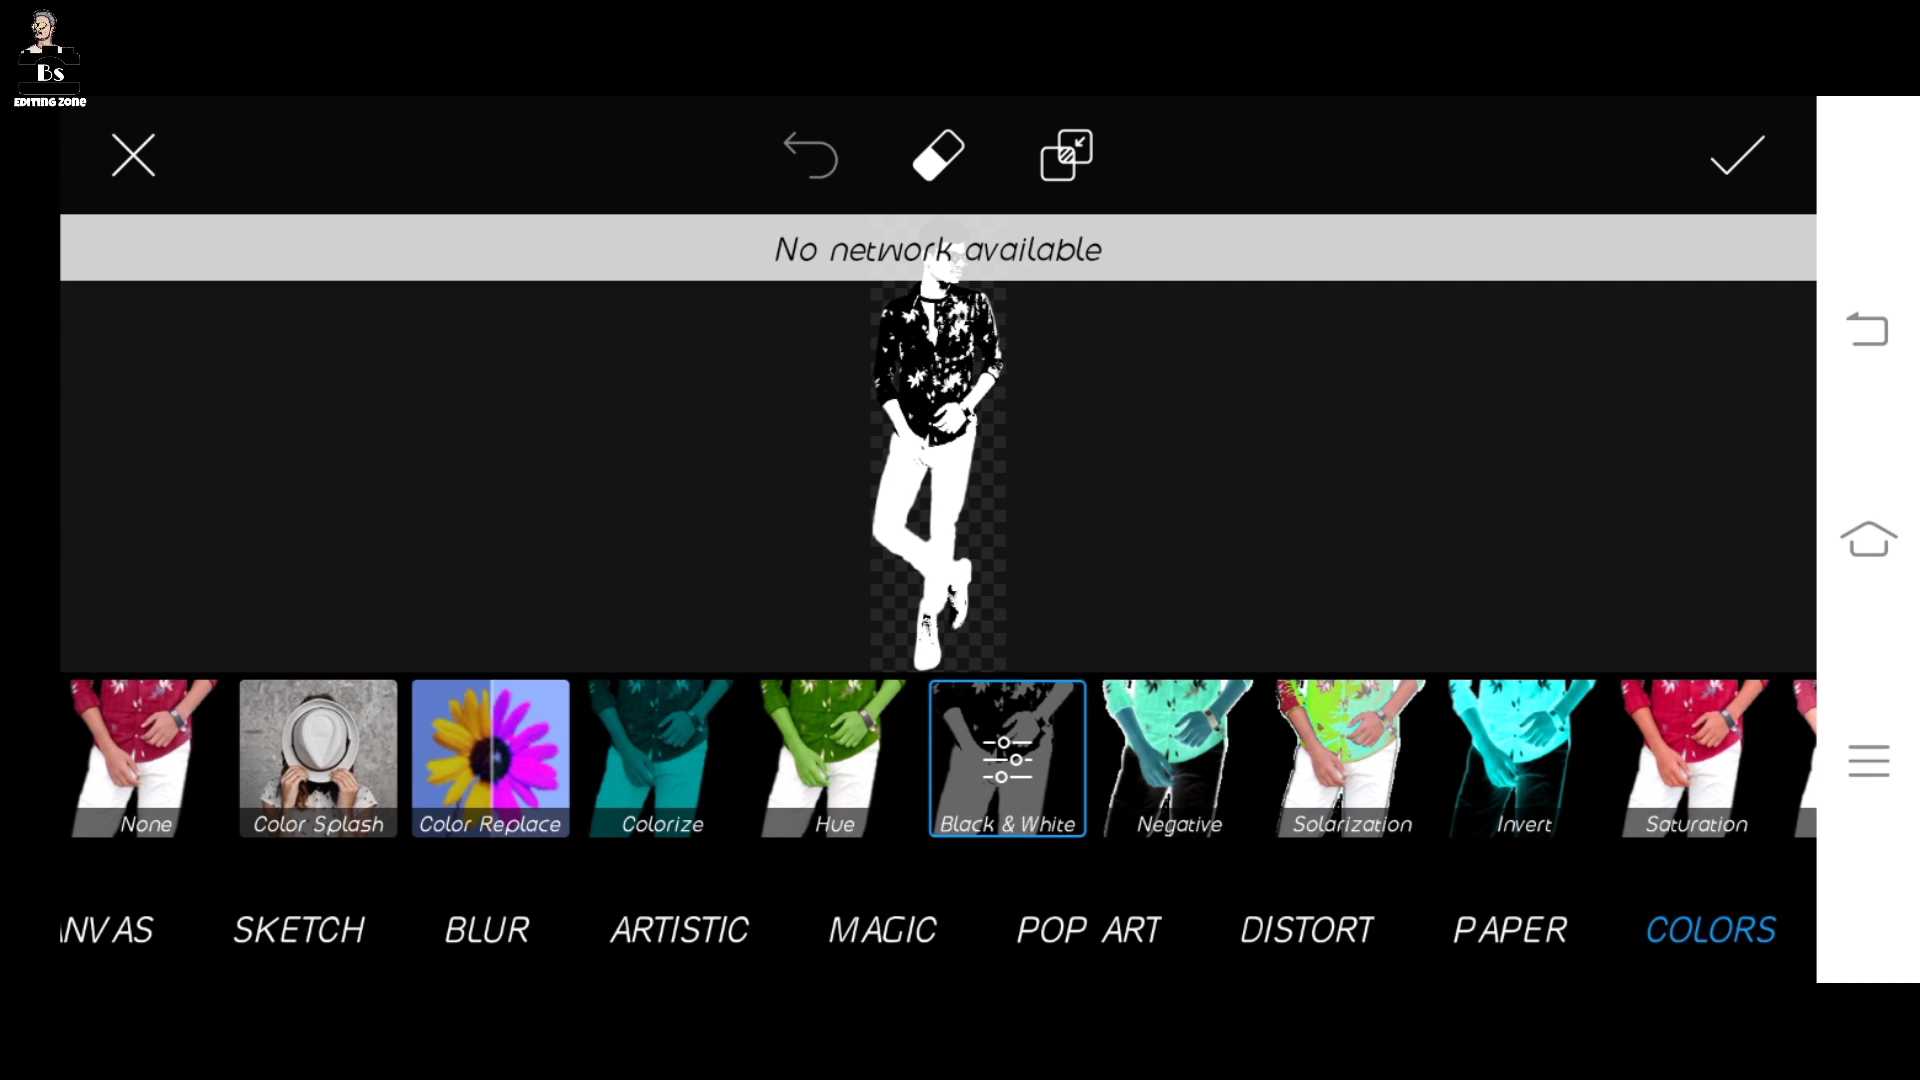 Bs
EDITING ZONE
No network available
None
Color Splash
Color Replace
Colorize
Hue
Black & White
Negative
Solarization
Invert
Saturation
ANVAS
SKETCH
BLUR
ARTISTIC
MAGIC
POP ART
DISTORT
PAPER
COLORS